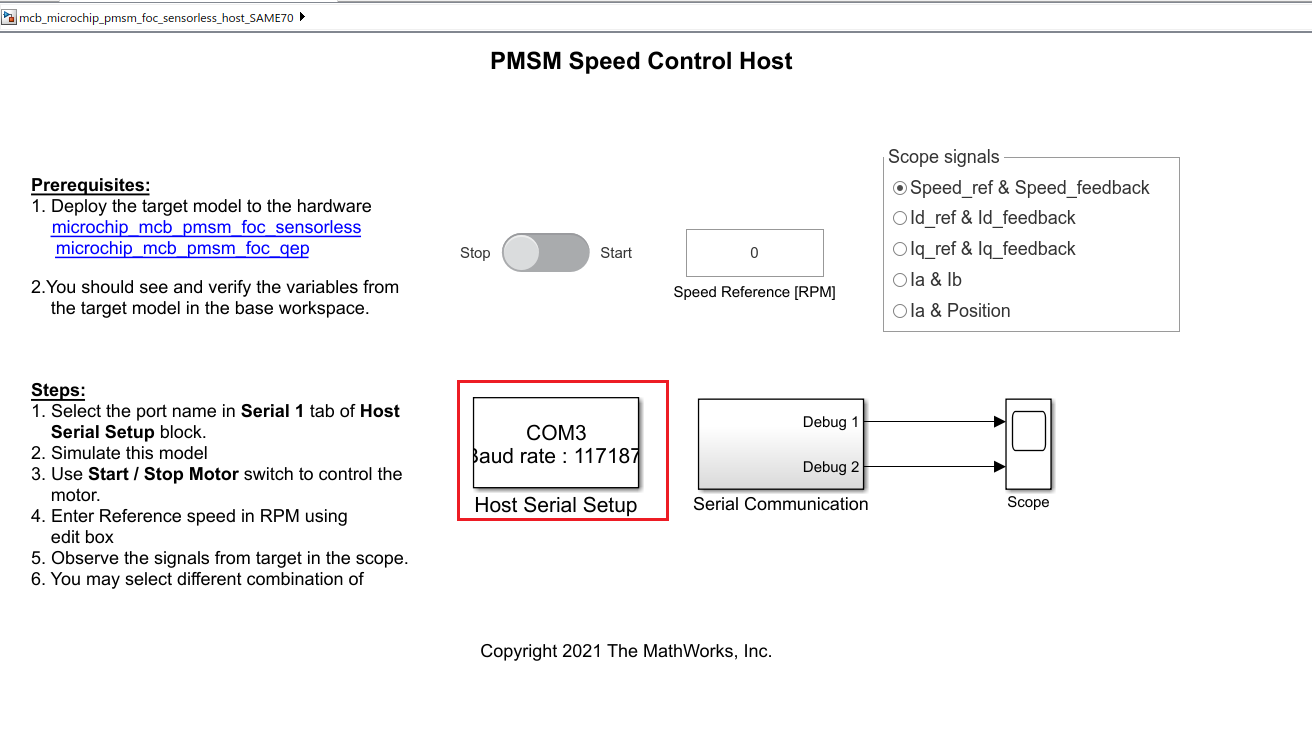 mcb_microchip_pmsm_foc_sensorless_host_SAME70
PMSM Speed Control Host
Prerequisites:
1. Deploy the target model to the hardware
microchip_mcb_pmsm_foc_sensorless
microchip_mcb_pmsm_foc_qep
2.You should see and verify the variables from
the target model in the base workspace.
Stop
Start
0
Speed Reference [RPM]
Scope signals
Speed_ref & Speed_feedback
Id_ref & Id_feedback
Iq_ref & Iq_feedback
Ia & Ib
Ia & Position
Steps:
1. Select the port name in Serial 1 tab of Host
Serial Setup block.
2. Simulate this model
3. Use Start / Stop Motor switch to control the
motor.
4. Enter Reference speed in RPM using
edit box
5. Observe the signals from target in the scope.
6. You may select different combination of
COM3
Baud rate : 117187
Host Serial Setup
Debug 1
Debug 2
Serial Communication
Scope
Copyright 2021 The MathWorks, Inc.